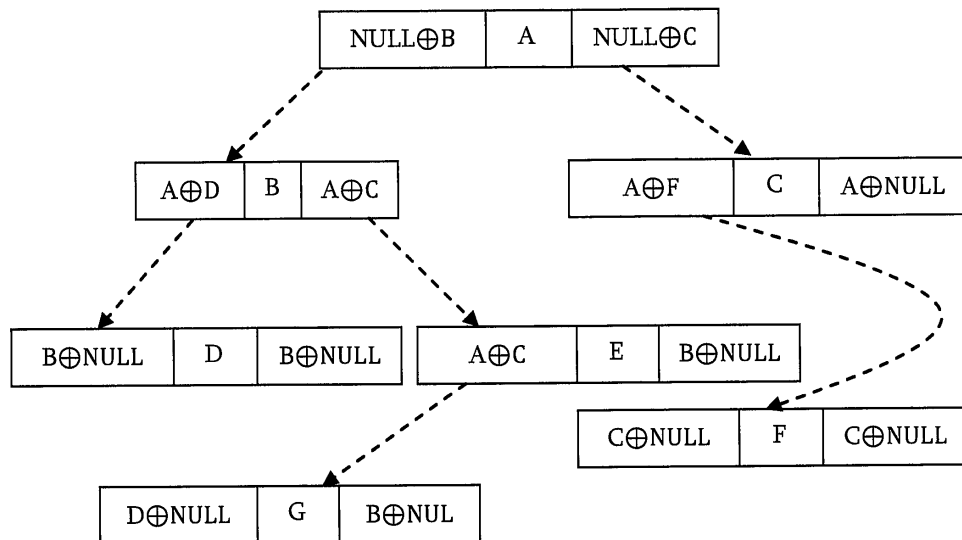 NULL⊕B A NULL⊕C
A⊕D B A⊕C
A⊕F C A⊕NULL
B⊕NULL D B⊕NULL
A⊕C E B⊕NULL
C⊕NULL F C⊕NULL
D⊕NULL G B⊕NUL